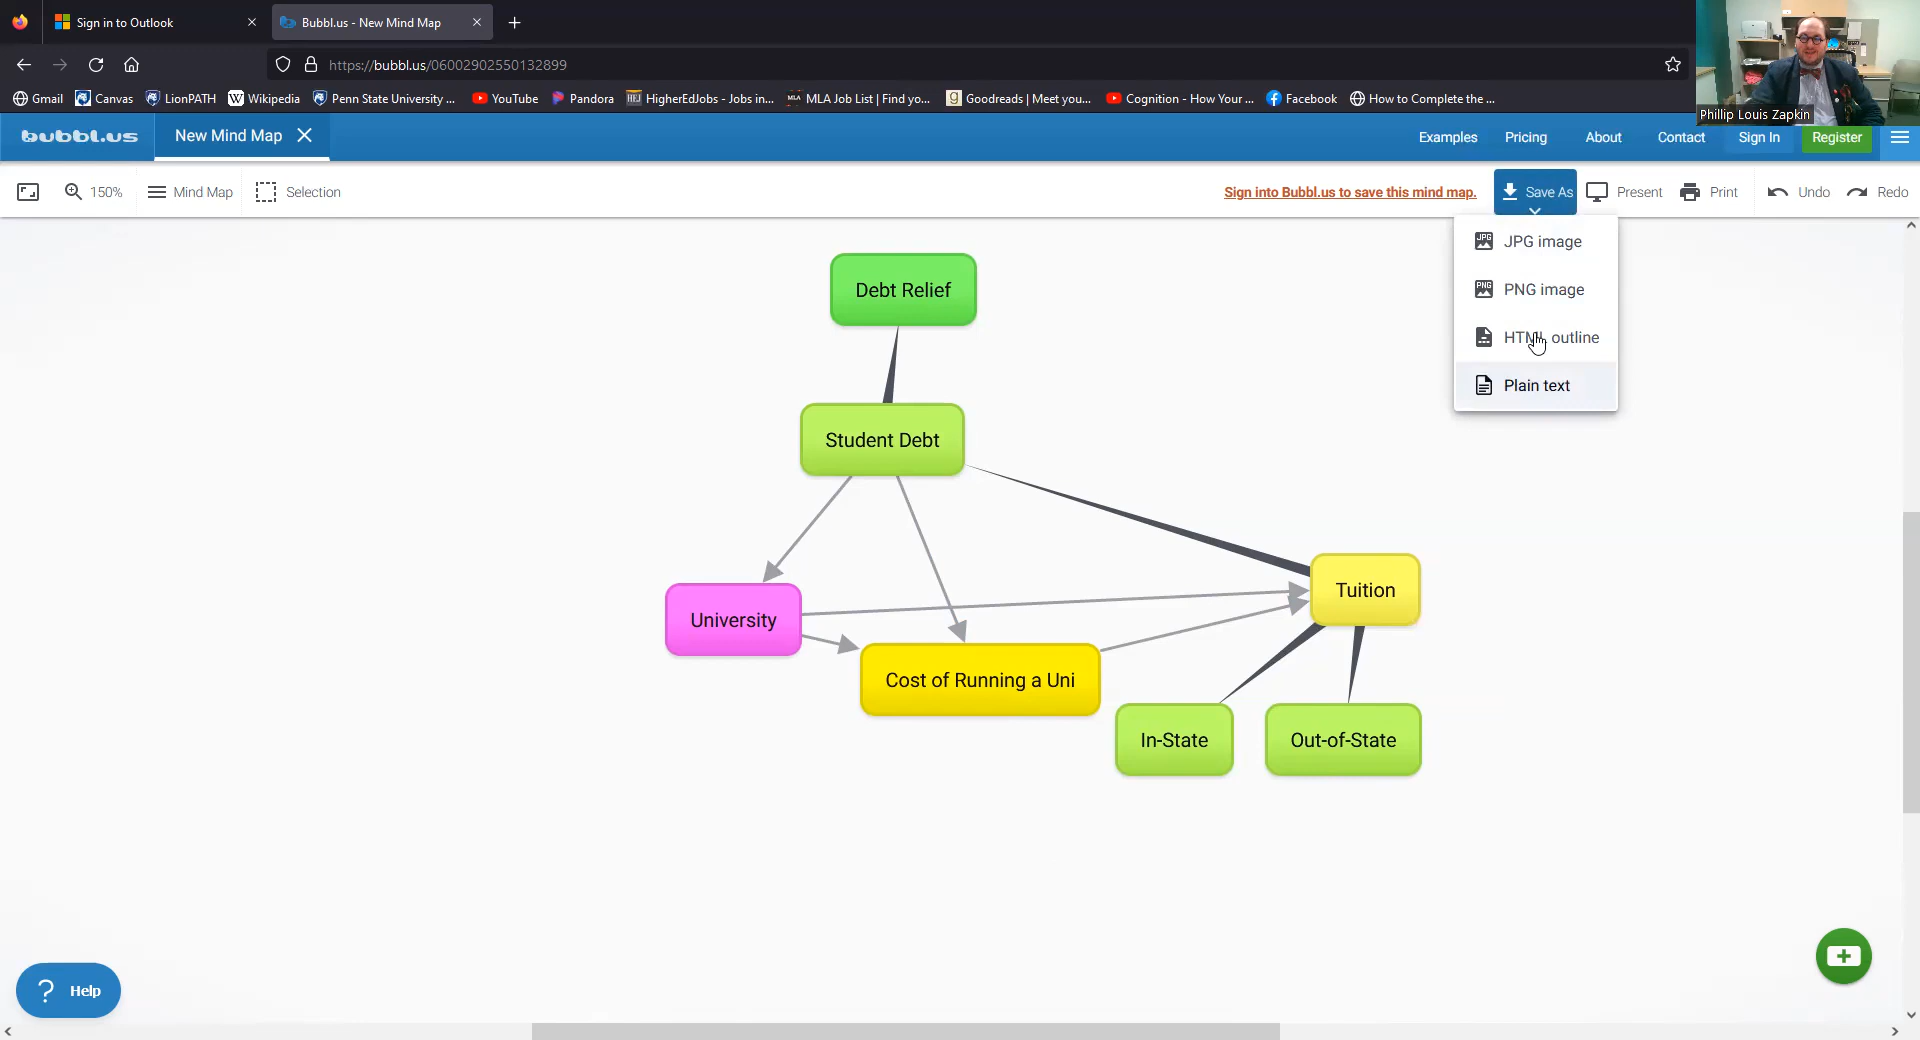 Sign in to Outlook
Bubbl.us - New Mind Map
https://bubbl.us/06002902550132899
Gmail Canvas LionPATH Wikipedia Penn State University ... YouTube Pandora HigherEdJobs - Jobs in... MLA Job List | Find yo... Goodreads | Meet you... Cognition - How Your ... Facebook How to Complete the ...
Phillip Louis Zapkin
bubbl.us New Mind Map Examples Pricing About Contact Sign In Register
150% Mind Map Selection Sign into Bubbl.us to save this mind map. Save As Present Print Undo Redo
JPG image
PNG image
HTML outline
Plain text
Debt Relief
Student Debt
Tuition
University
Cost of Running a Uni
In-State Out-of-State
? Help